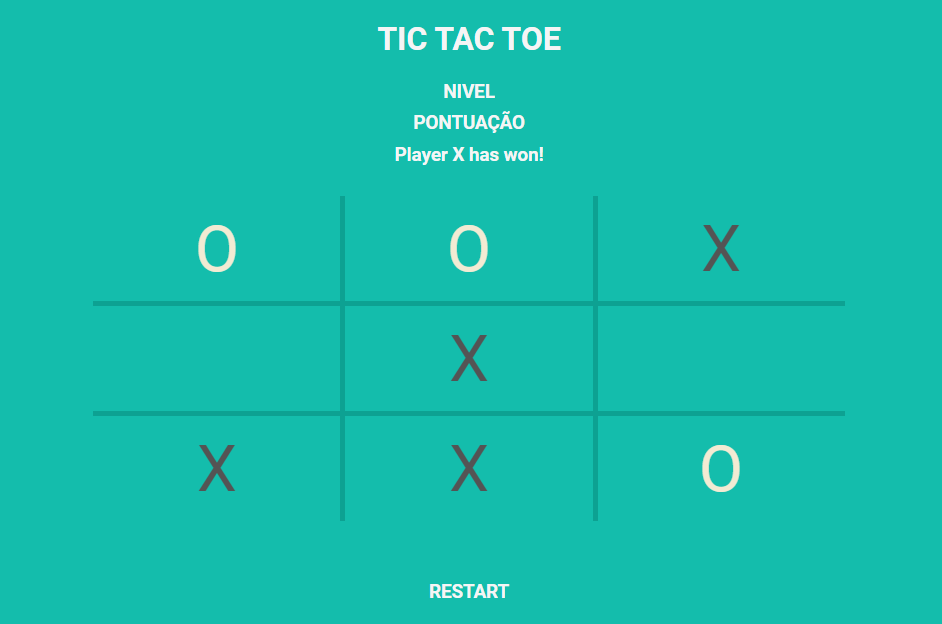 TIC TAC TOE
NIVEL
PONTUAÇÃO
Player X has won!
O O X
X
X X O
RESTART